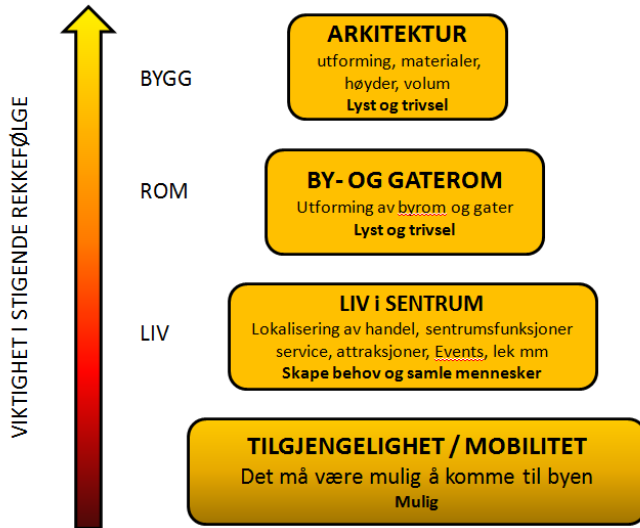 VIKTIGHET I STIGENDE REKKEFØLGE
BYGG
ARKITEKTUR
utforming, materialer,
høyder, volum
Lyst og trivsel
ROM
BY- OG GATEROM
Utforming av byrom og gater
Lyst og trivsel
LIV
LIV i SENTRUM
Lokalisering av handel, sentrumsfunksjoner
service, attraksjoner, Events, lek mm
Skape behov og samle mennesker
TILGJENGELIGHET / MOBILITET
Det må være mulig å komme til byen
Mulig